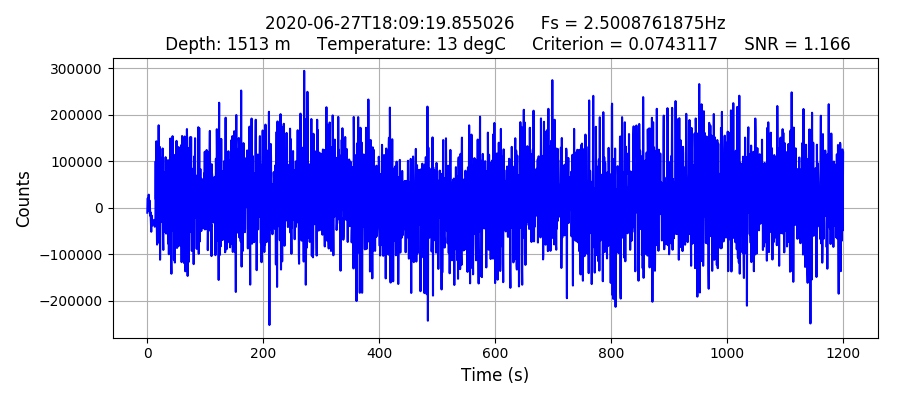 2020-06-27T18:09:19.855026 Fs = 2.5008761875Hz
Depth: 1513 m Temperature: 13 degC Criterion = 0.0743117 SNR = 1.166
300000
200000
100000
0
−100000
−200000
Counts
0 200 400 600 800 1000 1200
Time (s)